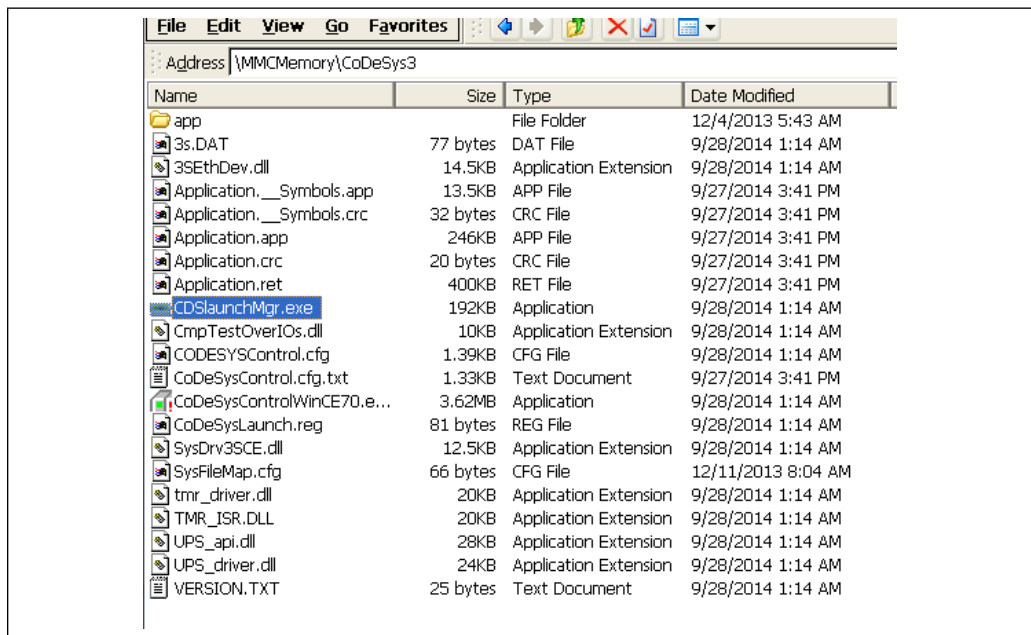 File Edit View Go Favorites
Address \MMCMemory\CoDeSys3
Name Size Type Date Modified
app File Folder 12/4/2013 5:43 AM
3s.DAT 77 bytes DAT File 9/28/2014 1:14 AM
3SEthDev.dll 14.5KB Application Extension 9/28/2014 1:14 AM
Application.__Symbols.app 13.5KB APP File 9/27/2014 3:41 PM
Application.__Symbols.crc 32 bytes CRC File 9/27/2014 3:41 PM
Application.app 246KB APP File 9/27/2014 3:41 PM
Application.crc 20 bytes CRC File 9/27/2014 3:41 PM
Application.ret 400KB RET File 9/27/2014 3:41 PM
CDSlaunchMgr.exe 192KB Application 9/28/2014 1:14 AM
CmpTestOverIOs.dll 10KB Application Extension 9/28/2014 1:14 AM
CODESYSControl.cfg 1.39KB CFG File 9/28/2014 1:14 AM
CoDeSysControl.cfg.txt 1.33KB Text Document 9/27/2014 3:41 PM
CoDeSysControlWinCE70.e... 3.62MB Application 9/28/2014 1:14 AM
CoDeSysLaunch.reg 81 bytes REG File 9/28/2014 1:14 AM
SysDrv3SCE.dll 12.5KB Application Extension 9/28/2014 1:14 AM
SysFileMap.cfg 66 bytes CFG File 12/11/2013 8:04 AM
tmr_driver.dll 20KB Application Extension 9/28/2014 1:14 AM
TMR_ISR.DLL 20KB Application Extension 9/28/2014 1:14 AM
UPS_api.dll 28KB Application Extension 9/28/2014 1:14 AM
UPS_driver.dll 24KB Application Extension 9/28/2014 1:14 AM
VERSION.TXT 25 bytes Text Document 9/28/2014 1:14 AM